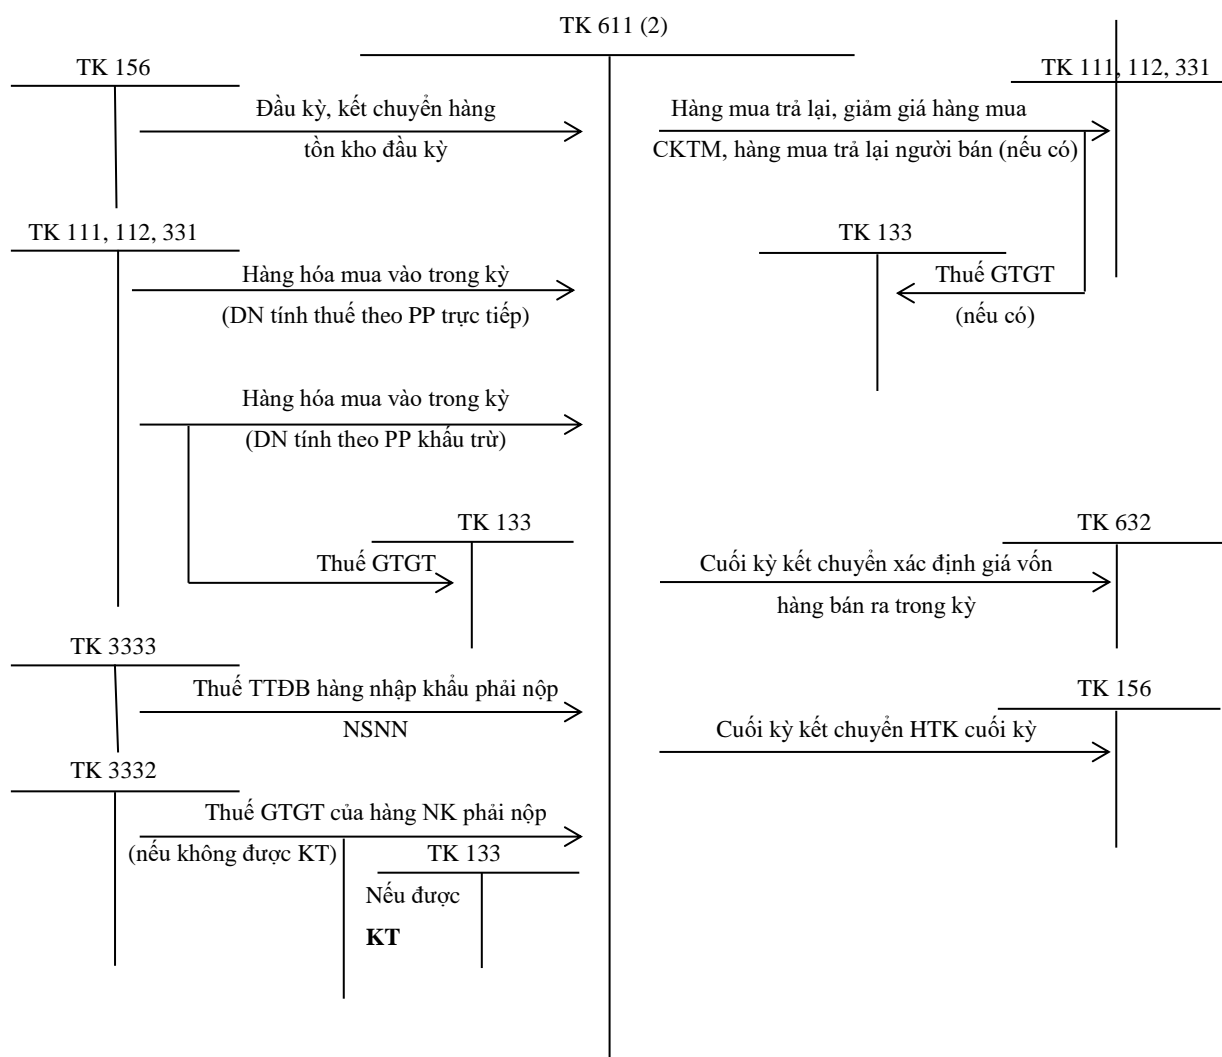 TK 611 (2)
TK 156
TK 111, 112, 331
Đầu kỳ, kết chuyển hàng
tồn kho đầu kỳ
Hàng mua trả lại, giảm giá hàng mua
CKTM, hàng mua trả lại người bán (nếu có)
TK 111, 112, 331
TK 133
Hàng hóa mua vào trong kỳ
(DN tính thuế theo PP trực tiếp)
Thuế GTGT
(nếu có)
Hàng hóa mua vào trong kỳ
(DN tính theo PP khấu trừ)
TK 133
Thuế GTGT
TK 632
Cuối kỳ kết chuyển xác định giá vốn
hàng bán ra trong kỳ
TK 3333
Thuế TTĐB hàng nhập khẩu phải nộp
NSNN
TK 156
Cuối kỳ kết chuyển HTK cuối kỳ
TK 3332
Thuế GTGT của hàng NK phải nộp
(nếu không được KT)
TK 133
Nếu được
KT